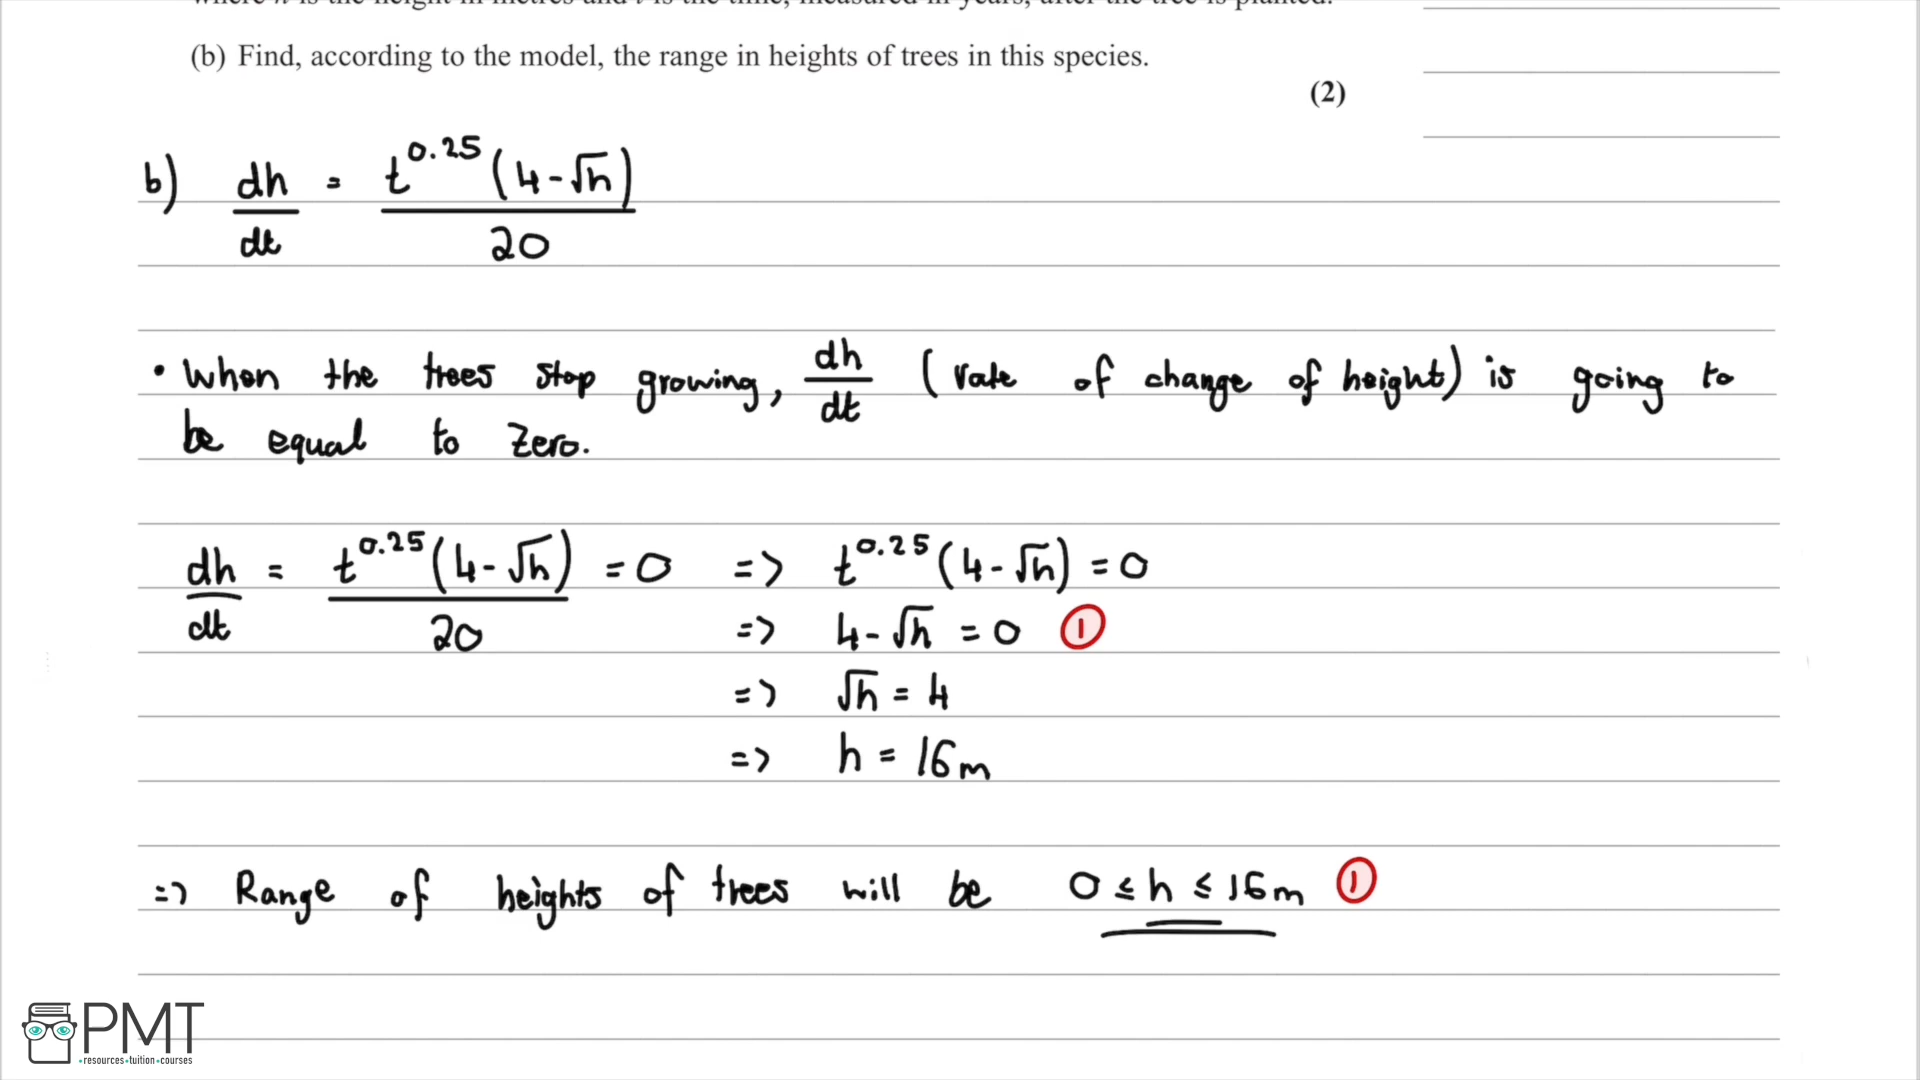 (b) Find, according to the model, the range in heights of trees in this species.
(2)
b) dh/dt = t^0.25 (4-√h) / 20
• When the trees stop growing, dh/dt (rate of change of height) is going to
be equal to zero.
dh/dt = t^0.25 (4-√h) / 20 = 0 => t^0.25 (4-√h) = 0
=> 4-√h = 0 ①
=> √h = 4
=> h = 16m
=> Range of heights of trees will be 0 ≤ h ≤ 16m ①
PMT
•resources•tuition•courses